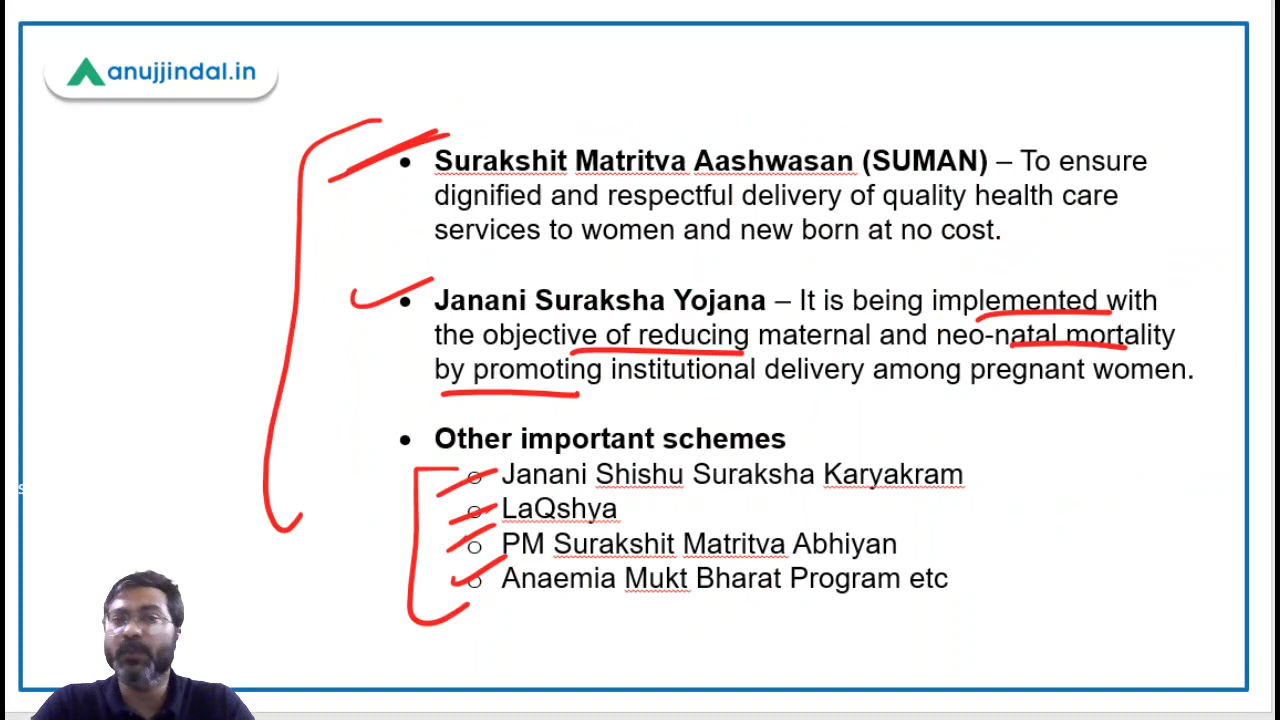 anujjindal.in
• Surakshit Matritva Aashwasan (SUMAN) – To ensure
dignified and respectful delivery of quality health care
services to women and new born at no cost.
• Janani Suraksha Yojana – It is being implemented with
the objective of reducing maternal and neo-natal mortality
by promoting institutional delivery among pregnant women.
• Other important schemes
o Janani Shishu Suraksha Karyakram
o LaQshya
o PM Surakshit Matritva Abhiyan
o Anaemia Mukt Bharat Program etc